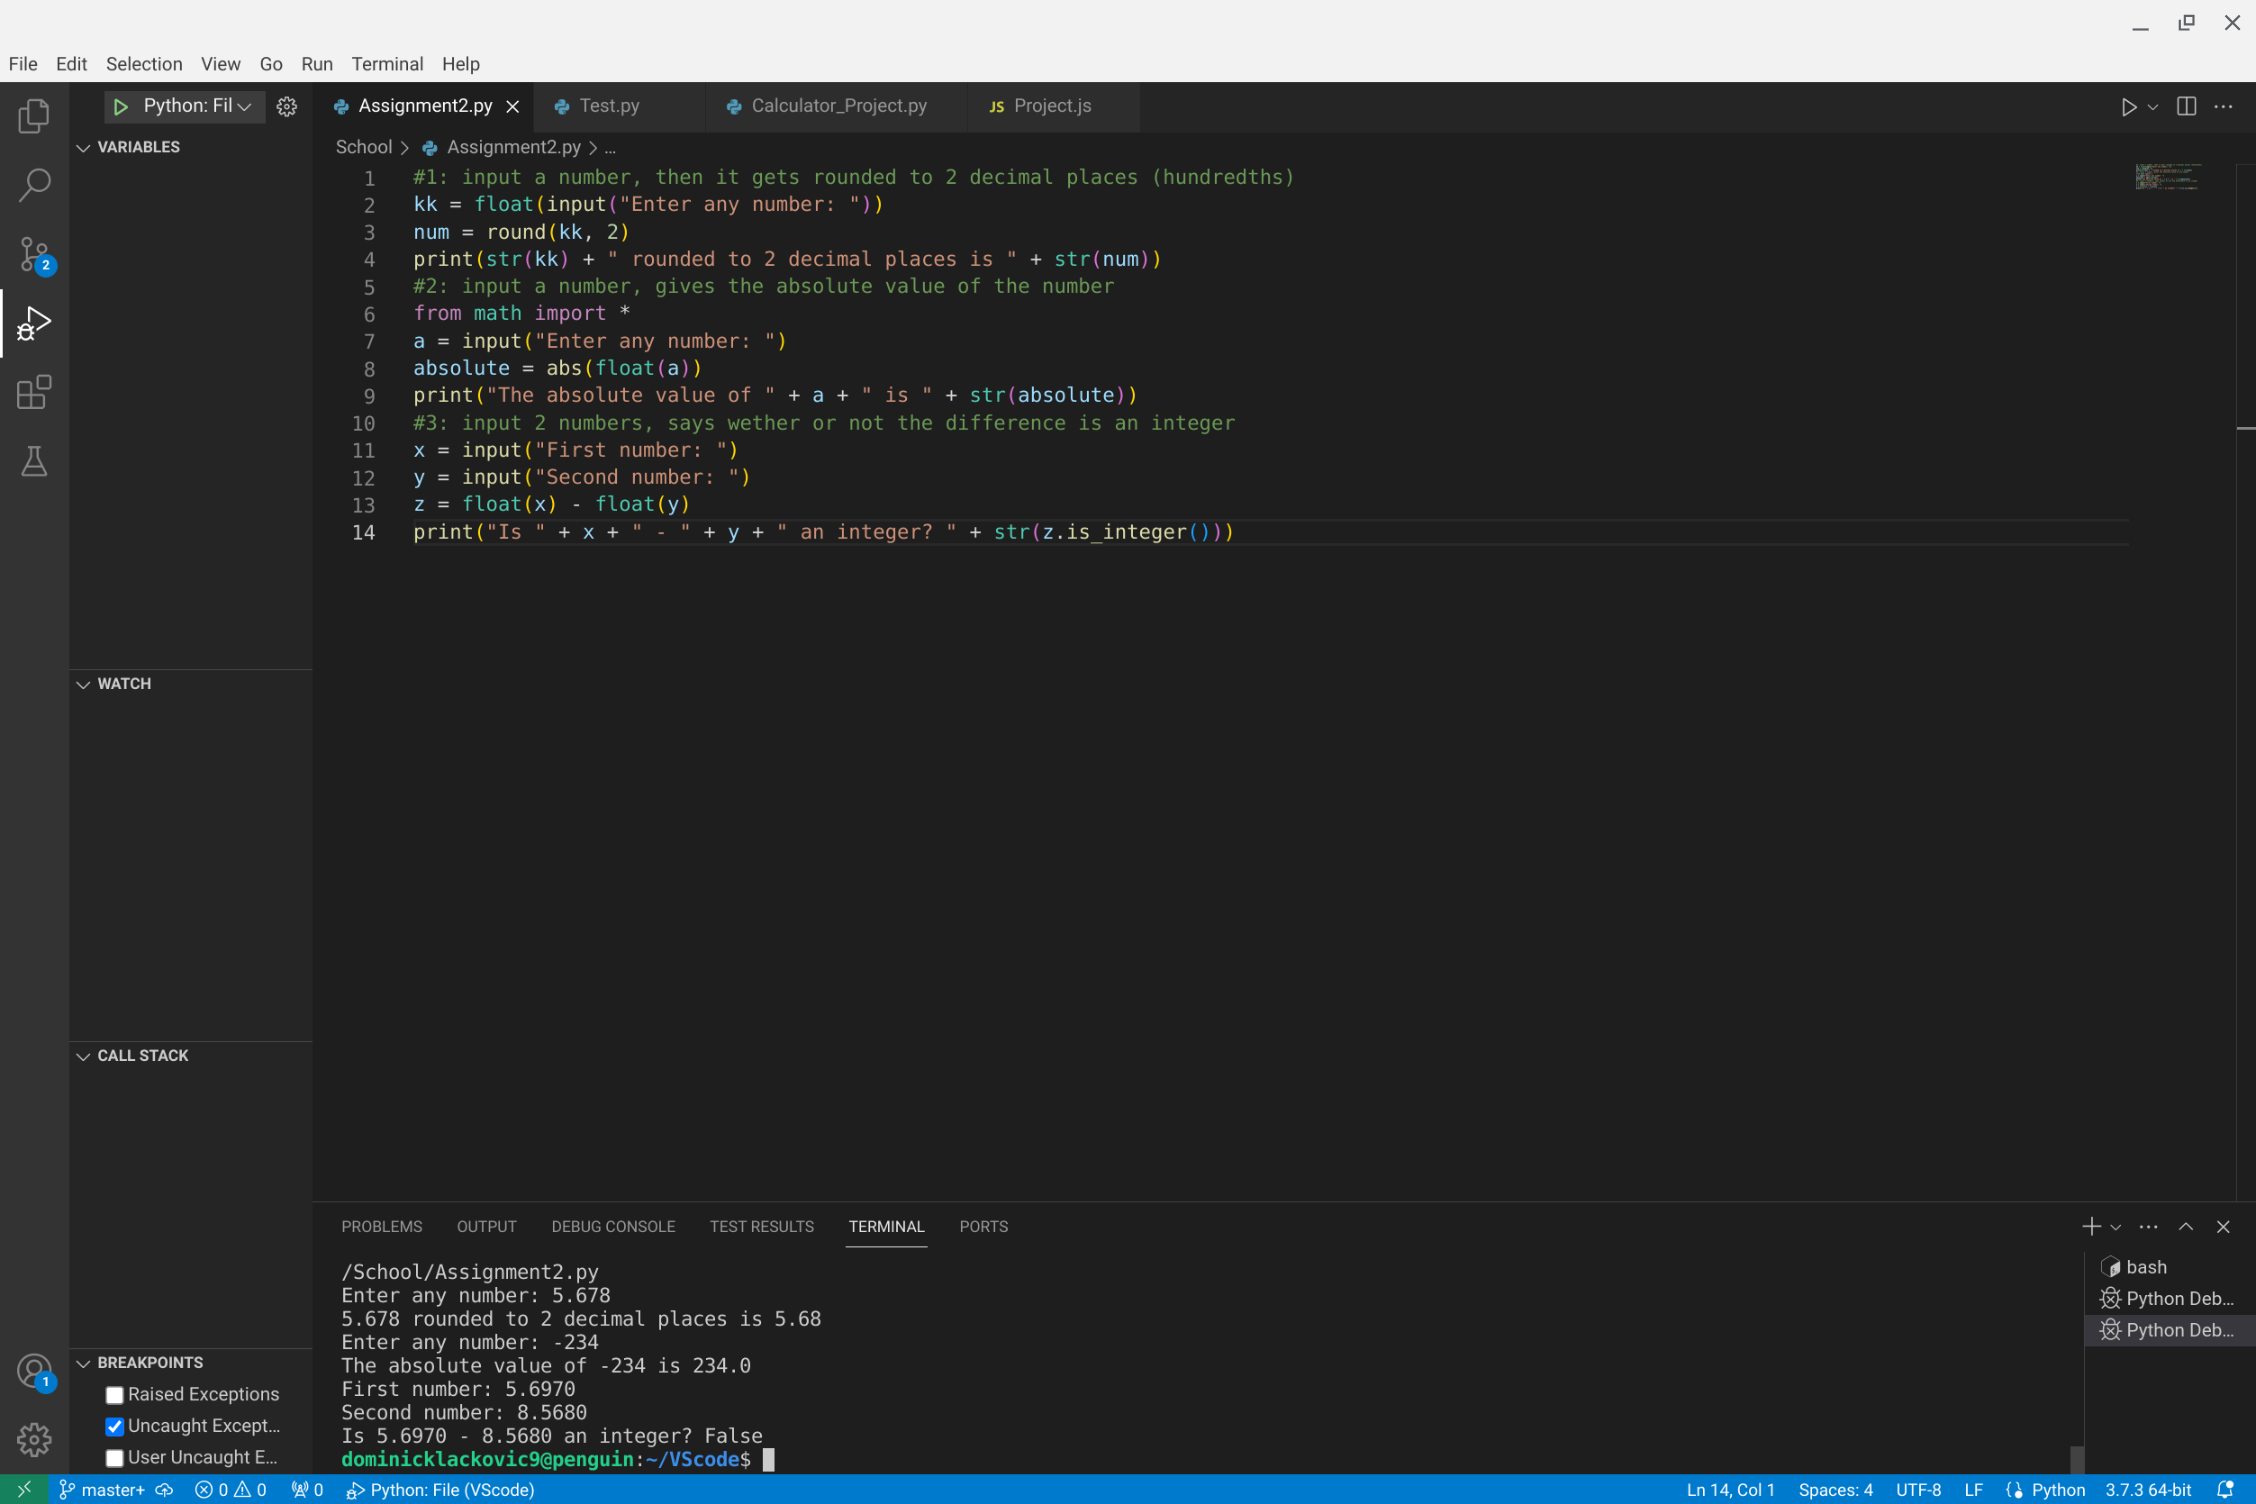 File Edit Selection View Go Run Terminal Help
Python: Fil
Assignment2.py Test.py Calculator_Project.py JS Project.js
VARIABLES
School > Assignment2.py > ...
1 #1: input a number, then it gets rounded to 2 decimal places (hundredths)
2 kk = float(input("Enter any number: "))
3 num = round(kk, 2)
4 print(str(kk) + " rounded to 2 decimal places is " + str(num))
5 #2: input a number, gives the absolute value of the number
6 from math import *
7 a = input("Enter any number: ")
8 absolute = abs(float(a))
9 print("The absolute value of " + a + " is " + str(absolute))
10 #3: input 2 numbers, says wether or not the difference is an integer
11 x = input("First number: ")
12 y = input("Second number: ")
13 z = float(x) - float(y)
14 print("Is " + x + " - " + y + " an integer? " + str(z.is_integer()))
2
WATCH
CALL STACK
BREAKPOINTS
Raised Exceptions
Uncaught Except...
User Uncaught E...
1
PROBLEMS OUTPUT DEBUG CONSOLE TEST RESULTS TERMINAL PORTS
/School/Assignment2.py
Enter any number: 5.678
5.678 rounded to 2 decimal places is 5.68
Enter any number: -234
The absolute value of -234 is 234.0
First number: 5.6970
Second number: 8.5680
Is 5.6970 - 8.5680 an integer? False
dominicklackovic9@penguin:~/VScode$
bash
Python Deb...
Python Deb...
master+ 0 0 0 Python: File (VScode) Ln 14, Col 1 Spaces: 4 UTF-8 LF Python 3.7.3 64-bit